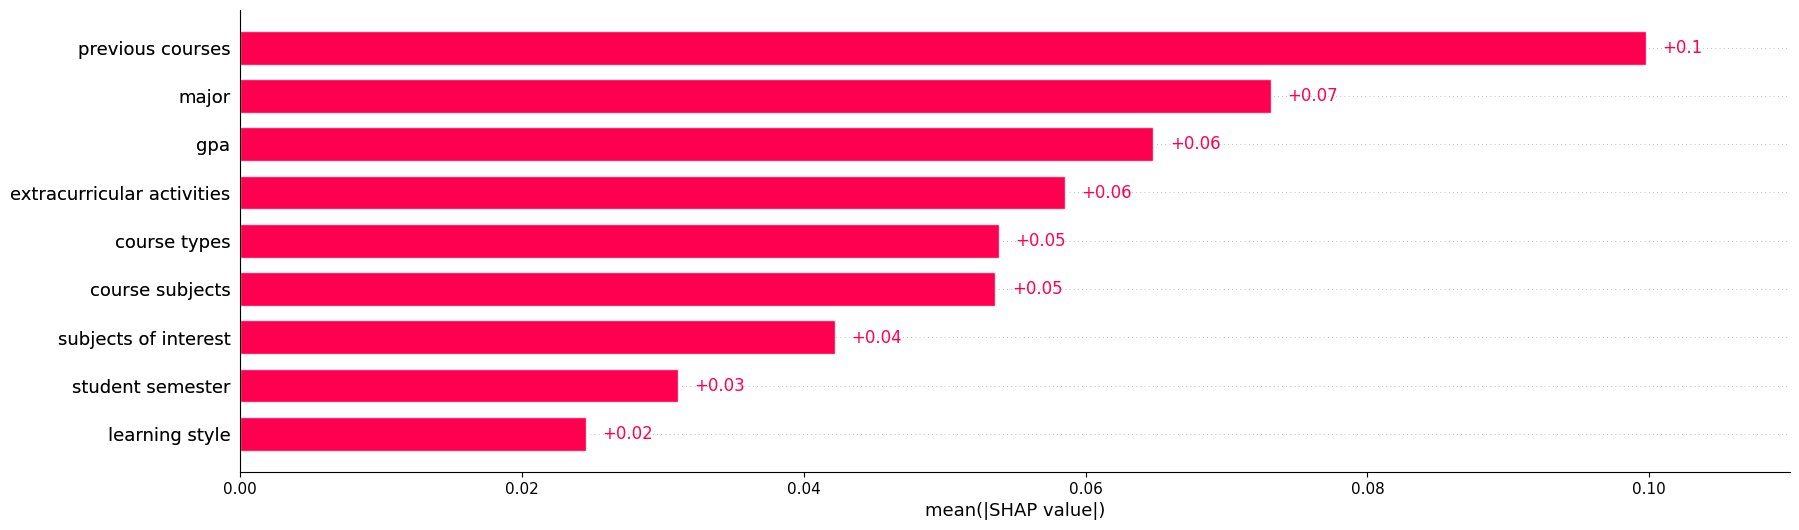 previous courses +0.1
major +0.07
gpa +0.06
extracurricular activities +0.06
course types +0.05
course subjects +0.05
subjects of interest +0.04
student semester +0.03
learning style +0.02
0.00 0.02 0.04 0.06 0.08 0.10
mean(|SHAP value|)